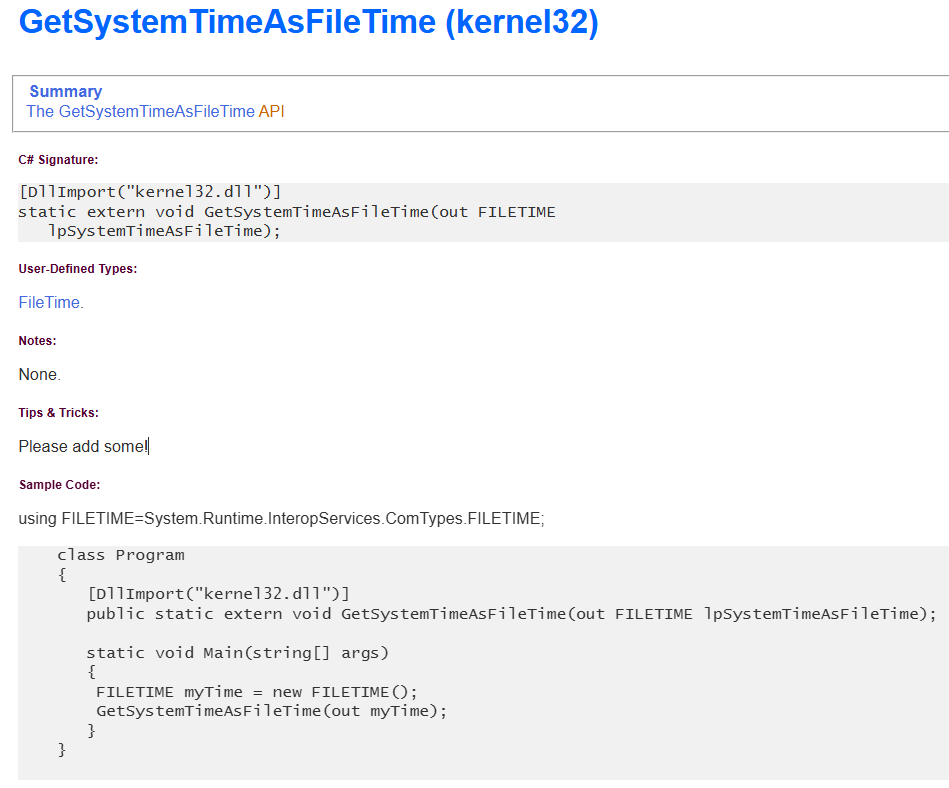 GetSystemTimeAsFileTime (kernel32)
Summary
The GetSystemTimeAsFileTime API
C# Signature:
[DllImport("kernel32.dll")]
static extern void GetSystemTimeAsFileTime(out FILETIME
lpSystemTimeAsFileTime);
User-Defined Types:
FileTime.
Notes:
None.
Tips & Tricks:
Please add some!
Sample Code:
using FILETIME=System.Runtime.InteropServices.ComTypes.FILETIME;
class Program
{
[DllImport("kernel32.dll")]
public static extern void GetSystemTimeAsFileTime(out FILETIME lpSystemTimeAsFileTime);
static void Main(string[] args)
{
FILETIME myTime = new FILETIME();
GetSystemTimeAsFileTime(out myTime);
}
}